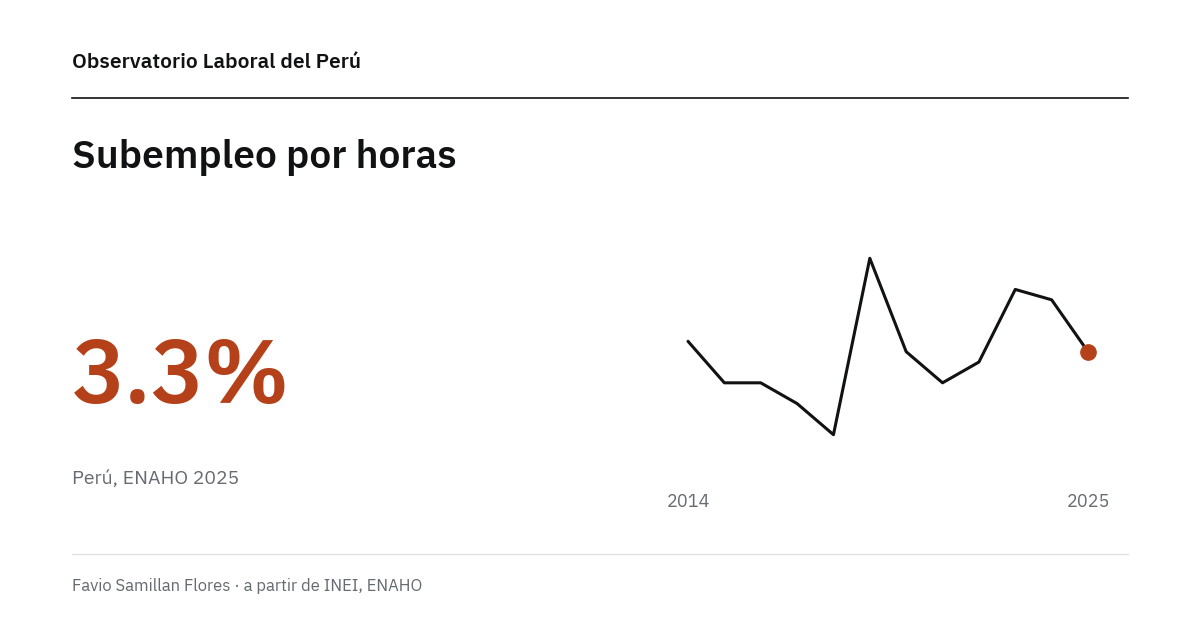 Observatorio Laboral del Perú
Subempleo por horas
3.3%
Perú, ENAHO 2025
2014
2025
Favio Samillan Flores · a partir de INEI, ENAHO